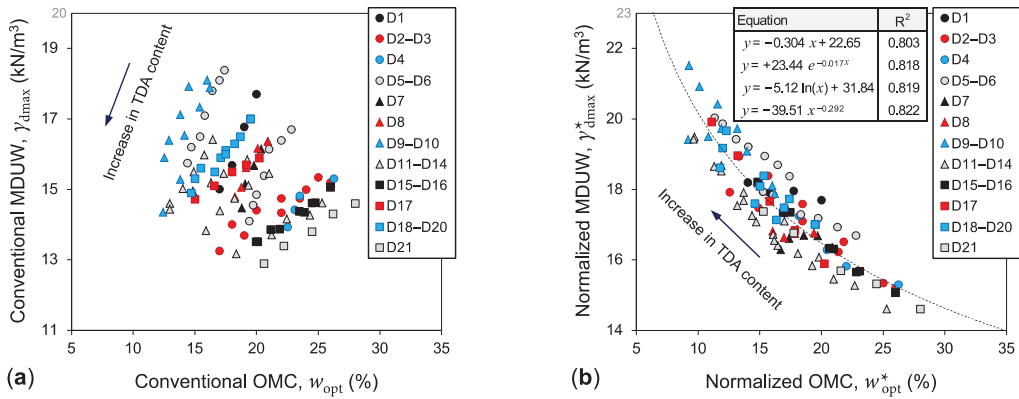 Conventional MDUW, γdmax (kN/m³)
20
19
17
15
13
11
5
10
15
20
25
30
35
Increase in TDA content
D1
D2–D3
D4
D5–D6
D7
D8
D9–D10
D11–D14
D15–D16
D17
D18–D20
D21
(a)
Conventional OMC, wopt (%)
Normalized MDUW, γ*dmax (kN/m³)
23
22
20
18
16
14
5
10
15
20
25
30
35
Increase in TDA content
Equation R²
y = −0.304 x + 22.65 0.803
y = +23.44 e−0.017x 0.818
y = −5.12 ln(x) + 31.84 0.819
y = −39.51 x−0.292 0.822
D1
D2–D3
D4
D5–D6
D7
D8
D9–D10
D11–D14
D15–D16
D17
D18–D20
D21
(b)
Normalized OMC, w*opt (%)